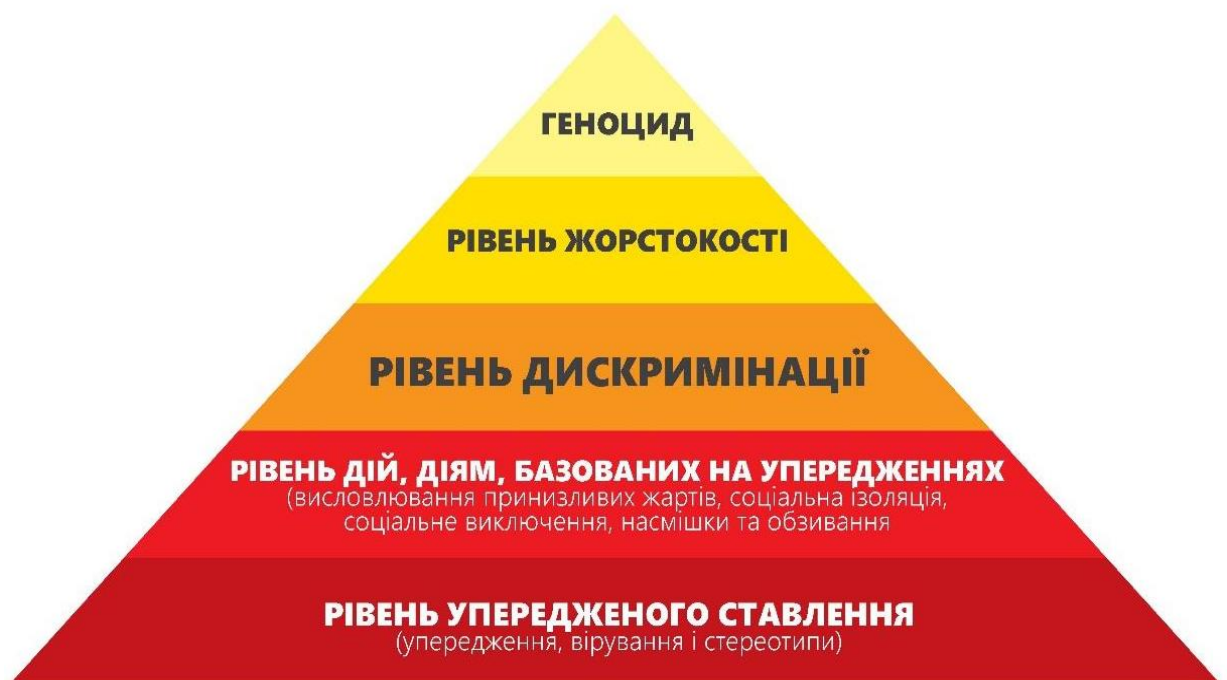 ГЕНОЦИД
РІВЕНЬ ЖОРСТОКОСТІ
РІВЕНЬ ДИСКРИМІНАЦІЇ
РІВЕНЬ ДІЙ, ДІЯМ, БАЗОВАНИХ НА УПЕРЕДЖЕННЯХ
(висловлювання принизливих жартів, соціальна ізоляція,
соціальне виключення, насмішки та обзивання
РІВЕНЬ УПЕРЕДЖЕНОГО СТАВЛЕННЯ
(упередження, вірування і стереотипи)